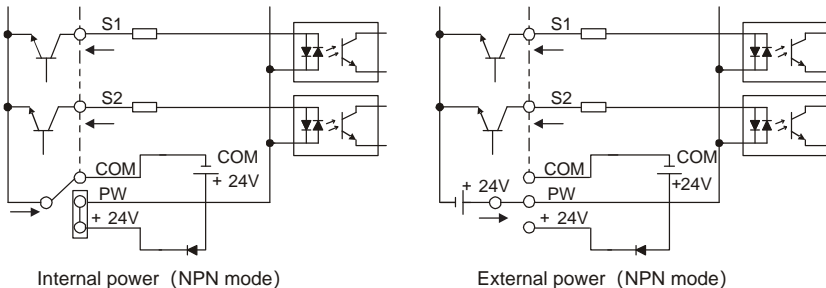 S1
S2
COM
COM
+ 24V
PW
+ 24V
Internal power (NPN mode)
S1
S2
COM
COM
+24V
+ 24V
PW
+ 24V
External power (NPN mode)